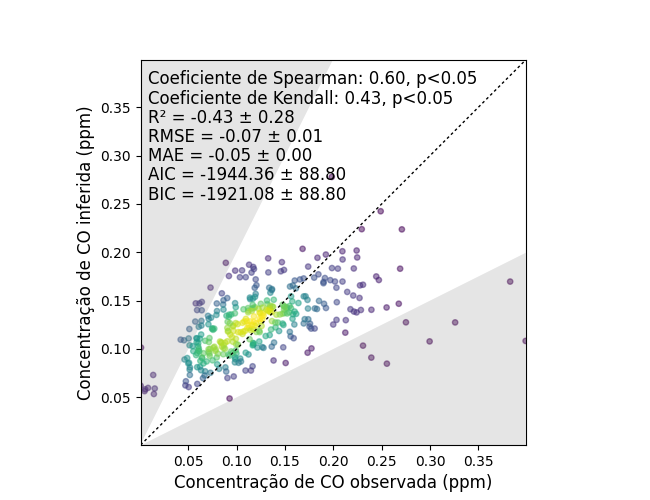 Coeficiente de Spearman: 0.60, p<0.05
Coeficiente de Kendall: 0.43, p<0.05
R² = -0.43 ± 0.28
RMSE = -0.07 ± 0.01
MAE = -0.05 ± 0.00
AIC = -1944.36 ± 88.80
BIC = -1921.08 ± 88.80
Concentração de CO inferida (ppm)
0.35
0.30
0.25
0.20
0.15
0.10
0.05
0.05 0.10 0.15 0.20 0.25 0.30 0.35
Concentração de CO observada (ppm)